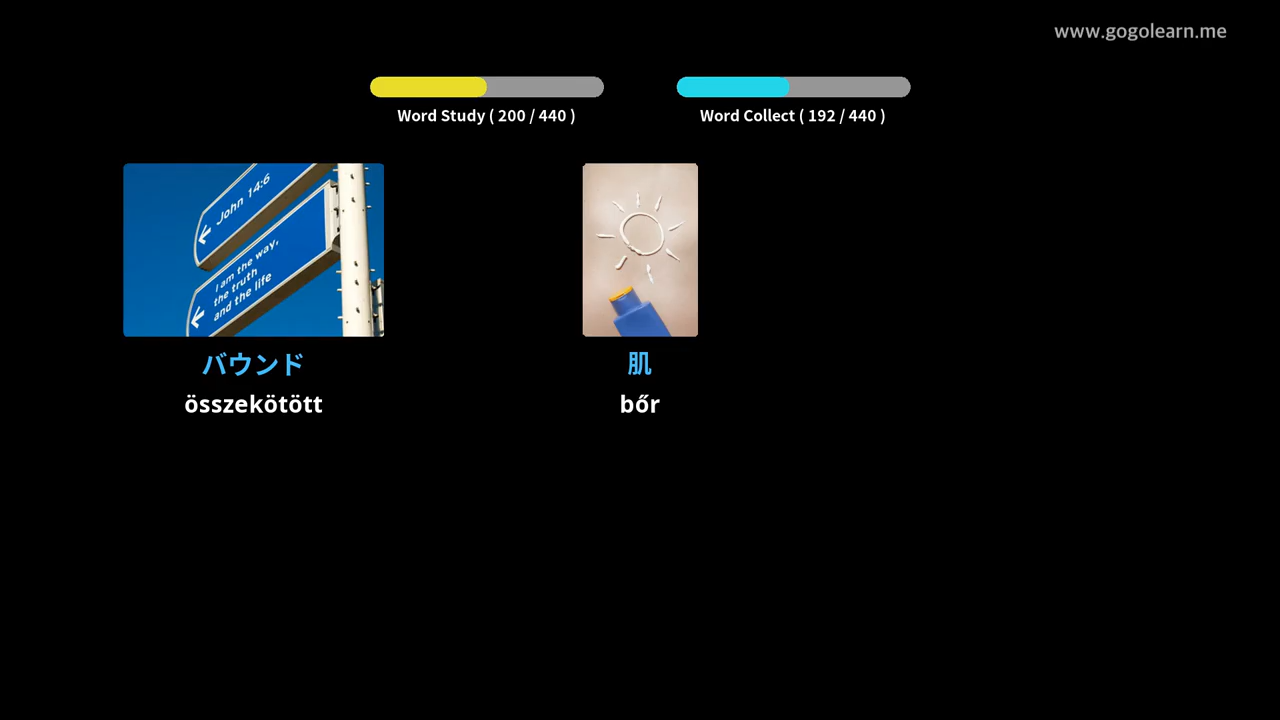 www.gogolearn.me
Word Study ( 200 / 440 )
Word Collect ( 192 / 440 )
John 14:6
I am the way,
the truth
and the life
バウンド
összekötött
肌
bőr